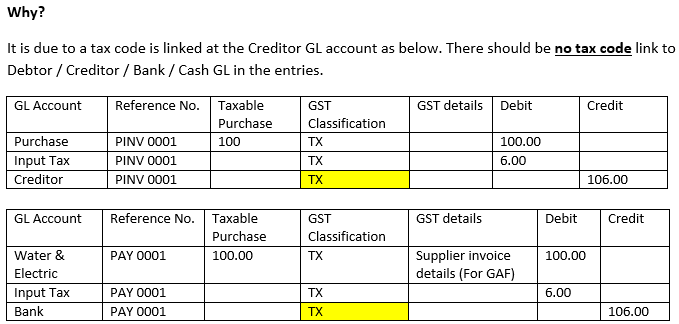 Why?
It is due to a tax code is linked at the Creditor GL account as below. There should be no tax code link to
Debtor / Creditor / Bank / Cash GL in the entries.
GL Account Reference No. Taxable Purchase GST Classification GST details Debit Credit
Purchase PINV 0001 100 TX 100.00
Input Tax PINV 0001 TX 6.00
Creditor PINV 0001 TX 106.00
GL Account Reference No. Taxable Purchase GST Classification GST details Debit Credit
Water & Electric PAY 0001 100.00 TX Supplier invoice details (For GAF) 100.00
Input Tax PAY 0001 TX 6.00
Bank PAY 0001 TX 106.00